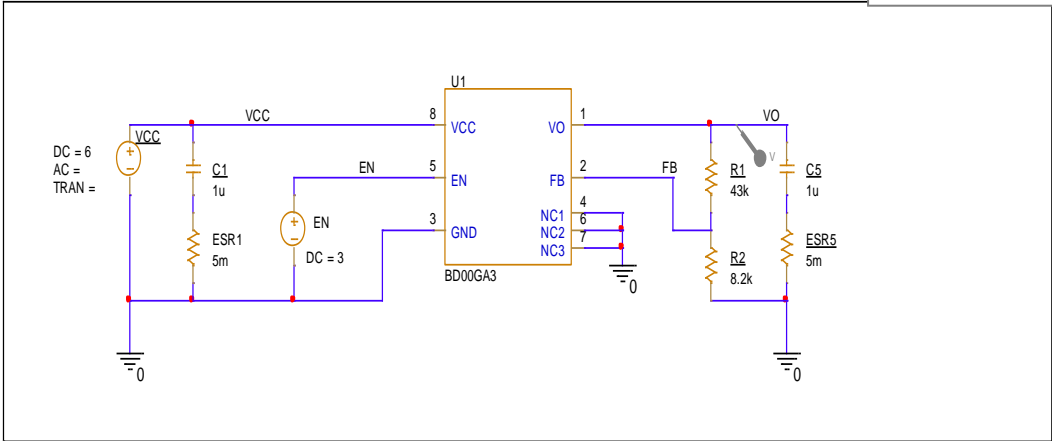 U1
VCC
VCC
DC = 6
AC =
TRAN =
C1
1u
ESR1
5m
EN
EN
DC = 3
8
VCC
5
EN
3
GND
1
VO
2
FB
4
NC1
6
NC2
7
NC3
BD00GA3
0
0
FB
VO
V
R1
43k
R2
8.2k
C5
1u
ESR5
5m
0